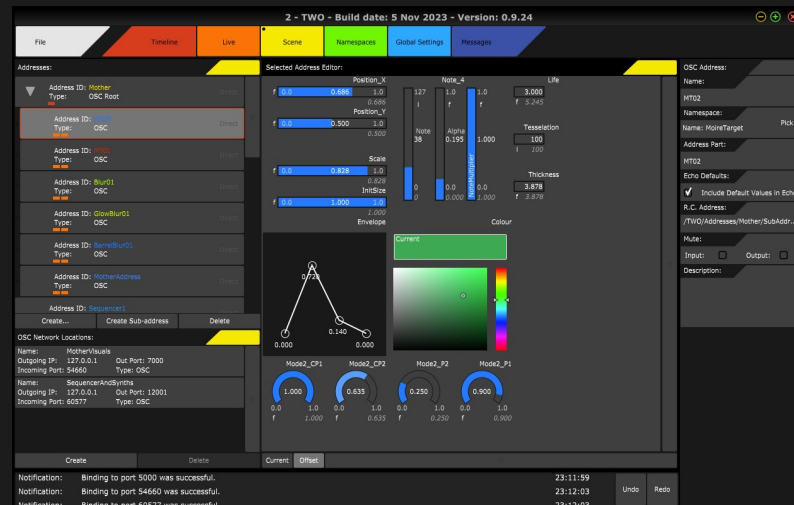 2 - TWO - Build date: 5 Nov 2023 - Version: 0.9.24
File
Timeline
Live
Scene
Namespaces
Global Settings
Messages
Addresses:
Address ID: Mother
Type: OSC Root
Direct
Address ID:
Type: OSC
Direct
Address ID: MT01
Type: OSC
Direct
Address ID: Blur01
Type: OSC
Direct
Address ID: GlowBlur01
Type: OSC
Direct
Address ID: BarrelBlur01
Type: OSC
Direct
Address ID: MotherAddress
Type: OSC
Direct
Address ID: Sequencer1
Create...
Create Sub-address
Delete
OSC Network Locations:
Name: MotherVisuals
Outgoing IP: 127.0.0.1 Out Port: 7000
Incoming Port: 54660 Type: OSC
Name: SequencerAndSynths
Outgoing IP: 127.0.0.1 Out Port: 12001
Incoming Port: 60577 Type: OSC
Create
Delete
Selected Address Editor:
Position_X
f 0.0 0.686 1.0
0.686
Position_Y
f 0.0 0.500 1.0
0.500
Scale
f 0.0 0.828 1.0
0.828
InitSize
f 0.0 1.000 1.0
1.000
Note_4
127 1.0 1.0
i f f
Note Alpha
38 0.195 1.000
NoteMultiplier
0 0.0 0.0
0 0.000 1.000
Life
3.000
f 5.245
Tesselation
100
i 100
Thickness
3.878
f 3.878
Envelope
0.720
0.140
0.000
0.000
Colour
Current
Mode2_CP1
1.000
0.0 1.0
f 1.000
Mode2_CP2
0.635
0.0 1.0
f 0.635
Mode2_P2
0.250
0.0 1.0
f 0.250
Mode2_P1
0.900
0.0 1.0
f 0.900
Current
Offset
OSC Address:
Name:
MT02
Namespace:
Name: MoireTarget
Pick
Address Part:
MT02
Echo Defaults:
Include Default Values in Echo
R.C. Address:
/TWO/Addresses/Mother/SubAddr..
Mute:
Input:
Output:
Description:
Notification: Binding to port 5000 was successful. 23:11:59
Notification: Binding to port 54660 was successful. 23:12:03
Notification: Binding to port 60577 was successful. 23:12:03
Undo
Redo